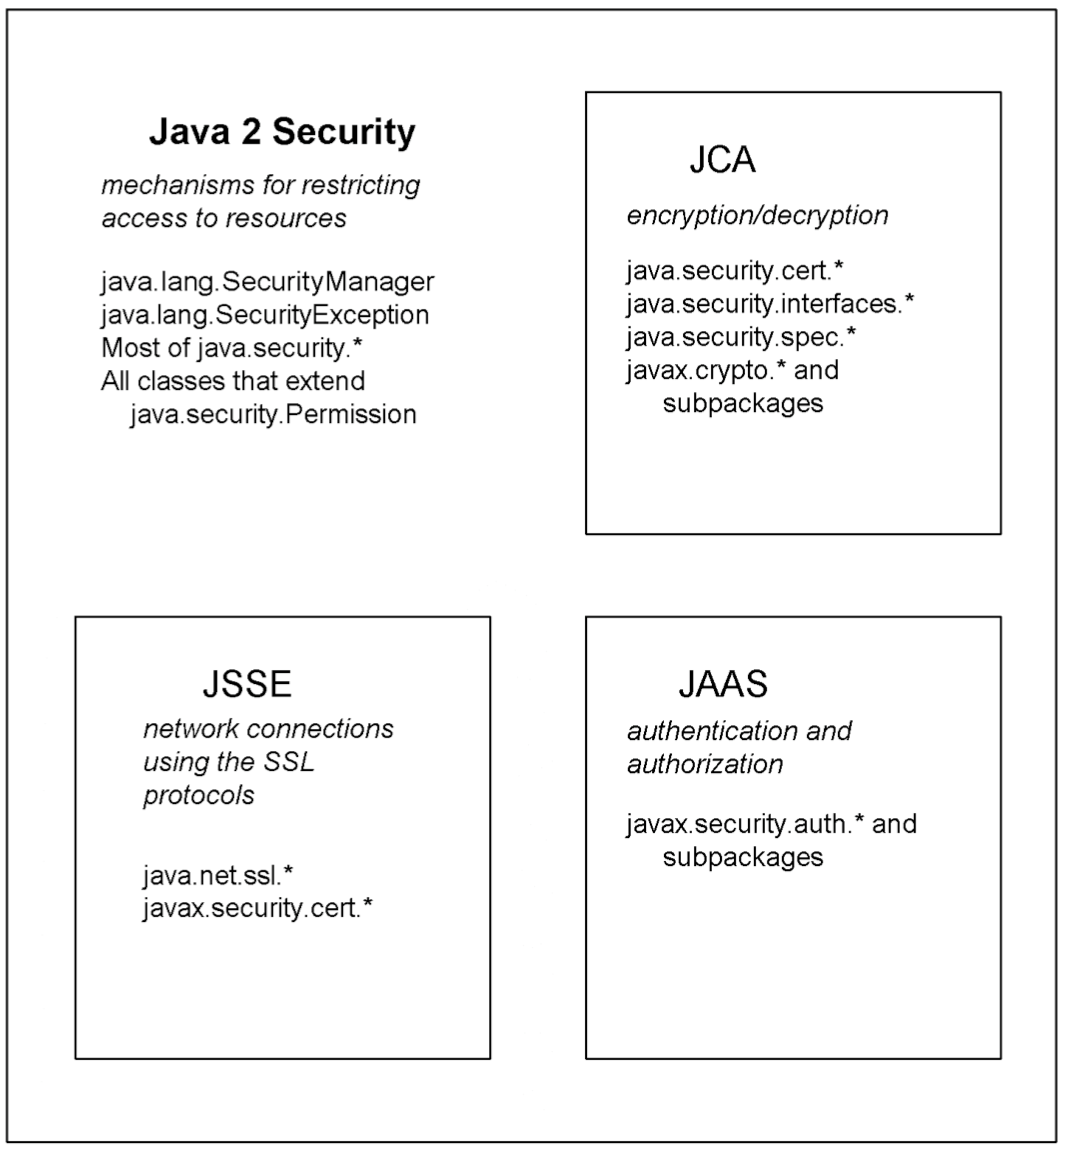 Java 2 Security
mechanisms for restricting
access to resources
java.lang.SecurityManager
java.lang.SecurityException
Most of java.security.*
All classes that extend
java.security.Permission
JCA
encryption/decryption
java.security.cert.*
java.security.interfaces.*
java.security.spec.*
javax.crypto.* and
subpackages
JSSE
network connections
using the SSL
protocols
java.net.ssl.*
javax.security.cert.*
JAAS
authentication and
authorization
javax.security.auth.* and
subpackages